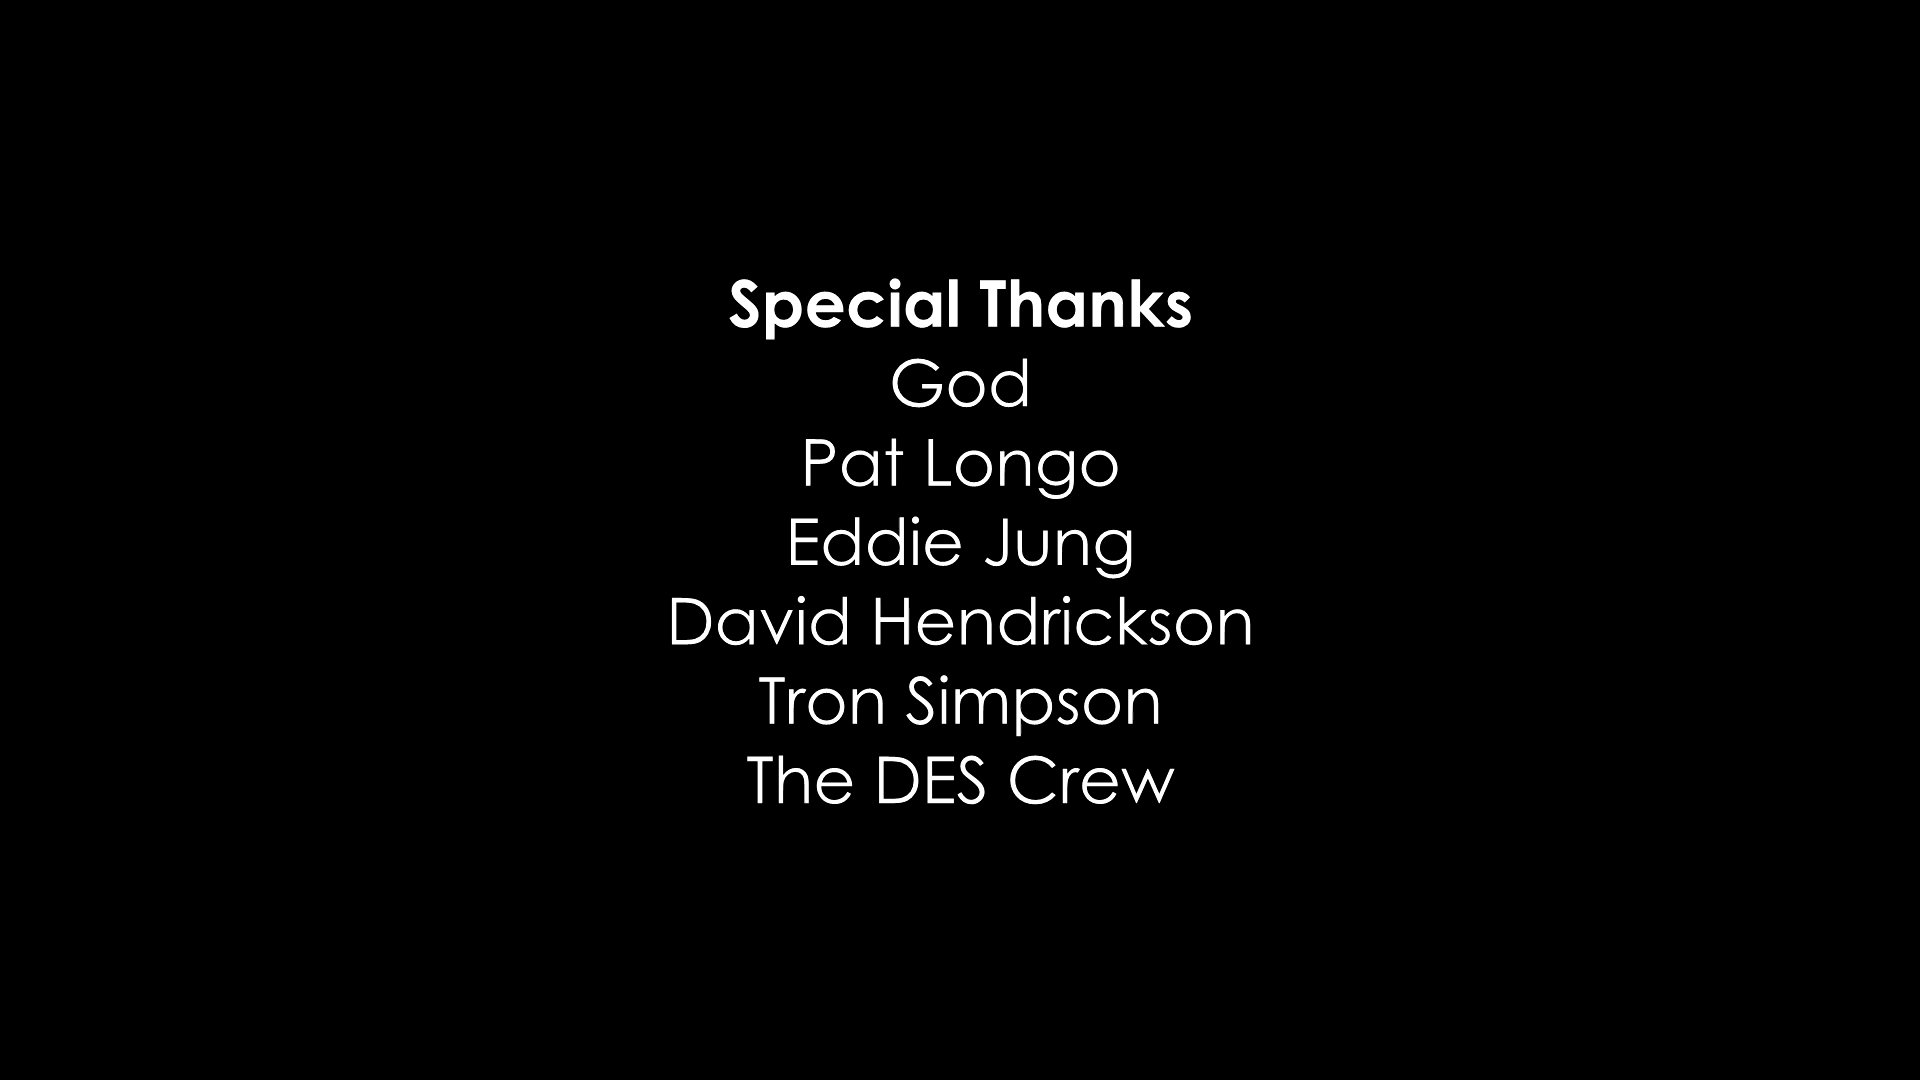 Special Thanks
God
Pat Longo
Eddie Jung
David Hendrickson
Tron Simpson
The DES Crew